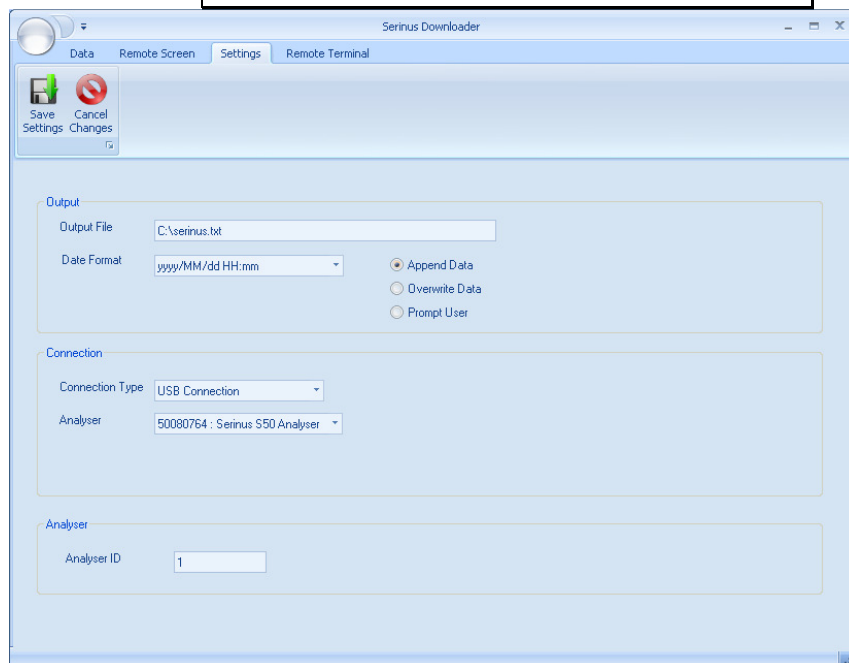 Serinus Downloader
Data Remote Screen Settings Remote Terminal
Save Settings
Cancel Changes
Output
Output File C:\serinus.txt
Date Format yyyy/MM/dd HH:mm
Append Data
Overwrite Data
Prompt User
Connection
Connection Type USB Connection
Analyser 50080764 : Serinus S50 Analyser
Analyser
Analyser ID 1